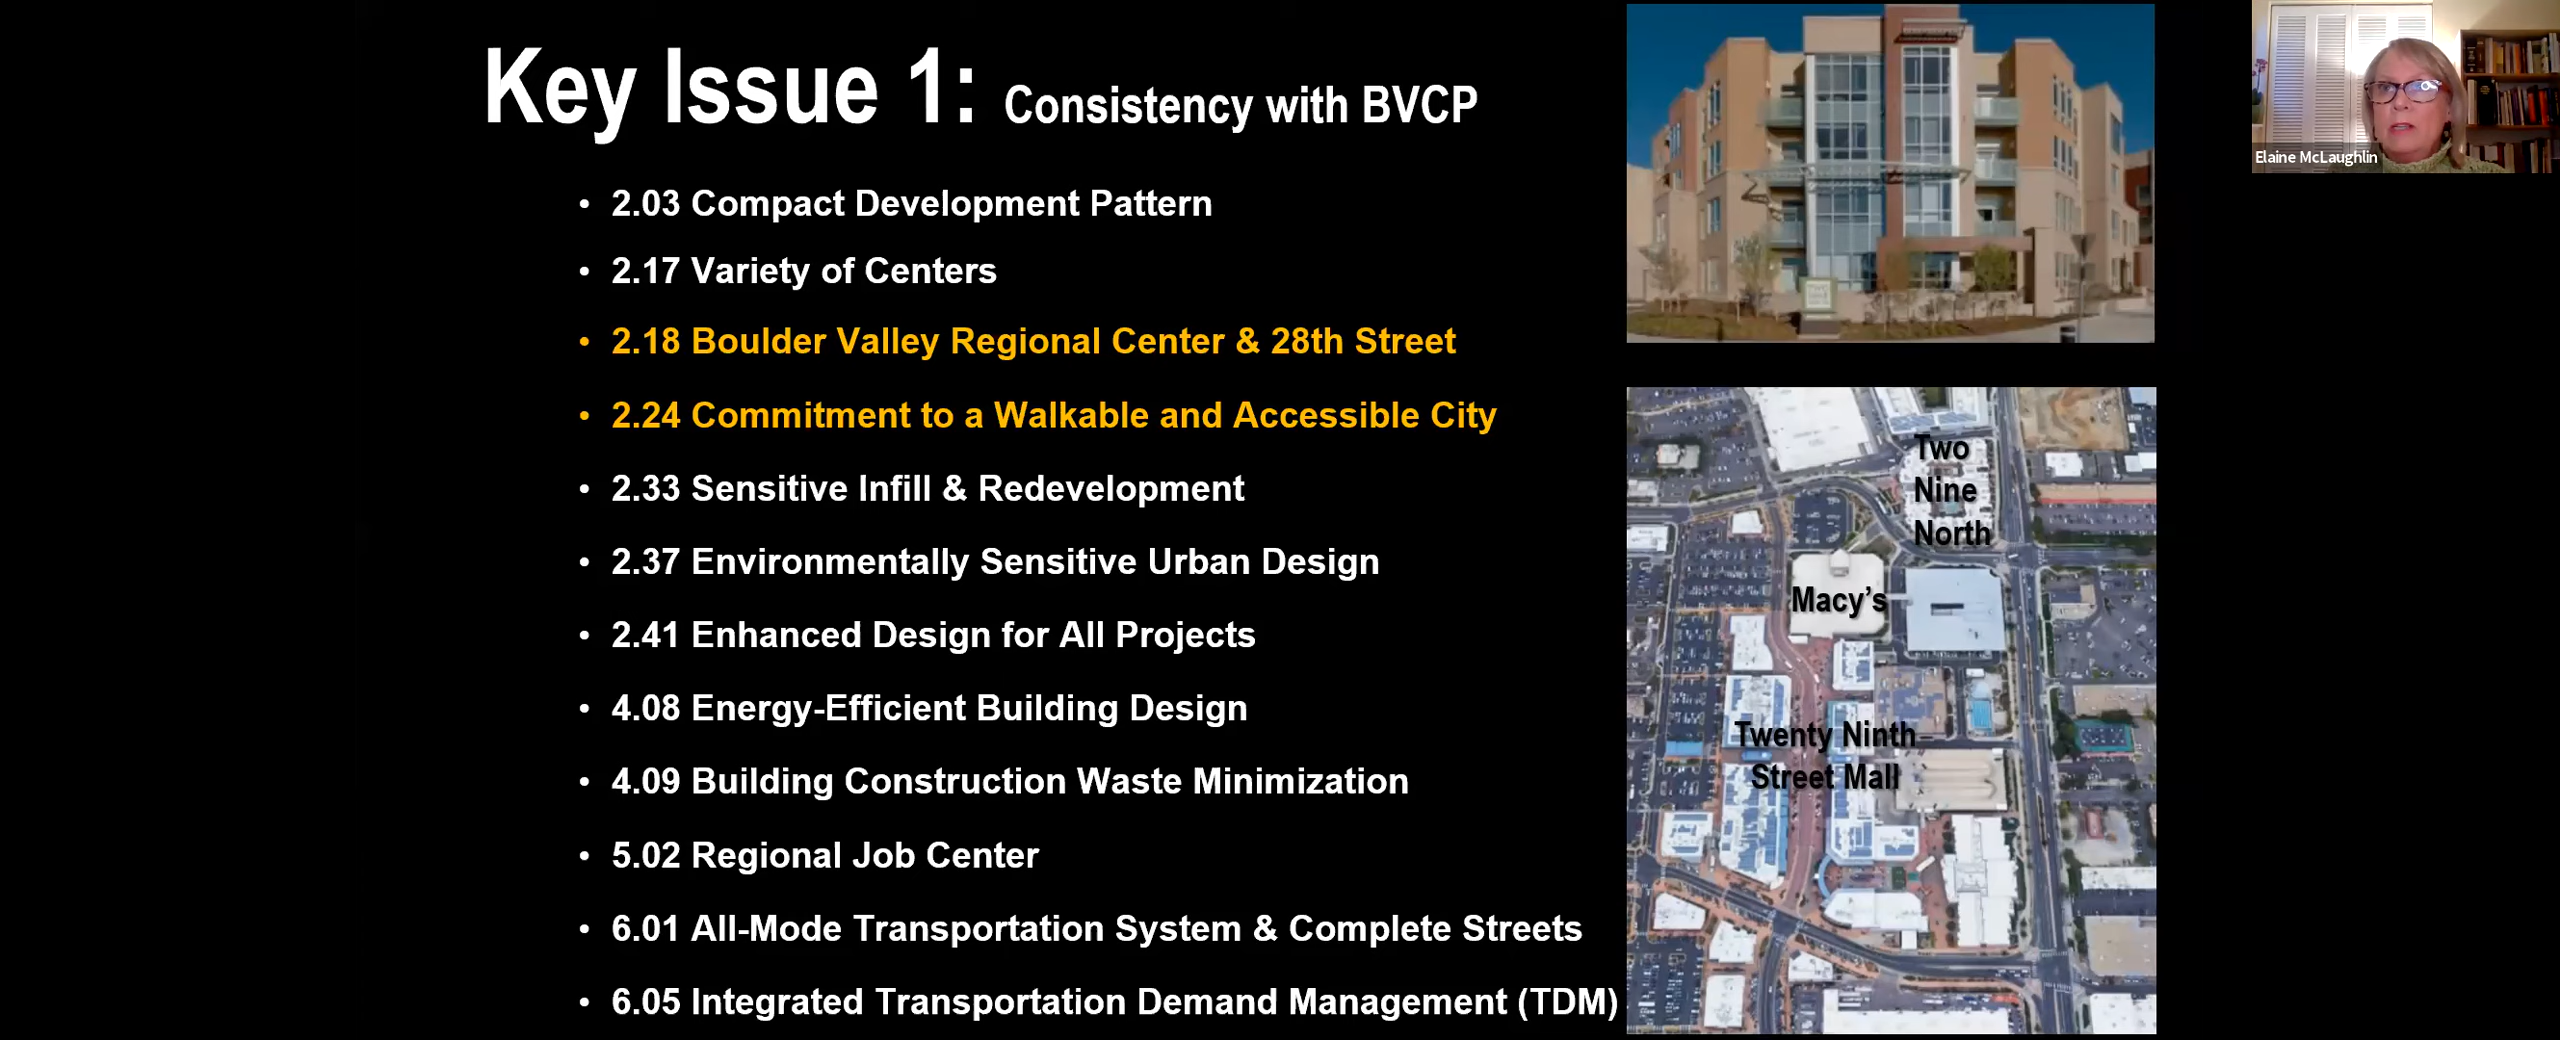 Key Issue 1: Consistency with BVCP
• 2.03 Compact Development Pattern
• 2.17 Variety of Centers
• 2.18 Boulder Valley Regional Center & 28th Street
• 2.24 Commitment to a Walkable and Accessible City
• 2.33 Sensitive Infill & Redevelopment
• 2.37 Environmentally Sensitive Urban Design
• 2.41 Enhanced Design for All Projects
• 4.08 Energy-Efficient Building Design
• 4.09 Building Construction Waste Minimization
• 5.02 Regional Job Center
• 6.01 All-Mode Transportation System & Complete Streets
• 6.05 Integrated Transportation Demand Management (TDM)
Two
Nine
North
Macy’s
Twenty Ninth
Street Mall
Elaine McLaughlin